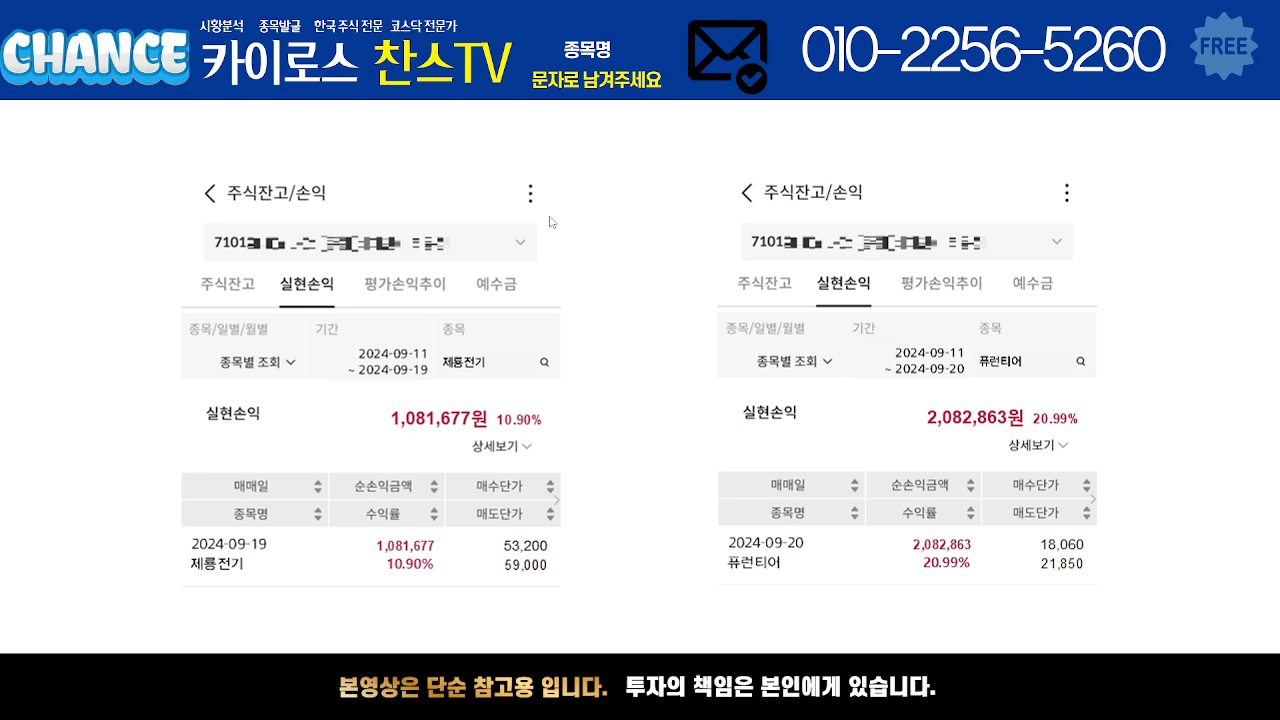 CHANCE
시황분석 종목발굴 한국 주식 전문 코스닥 전문가
카이로스 찬스TV
종목명
문자로 남겨주세요
010-2256-5260
FREE
주식잔고/손익
7101
주식잔고 실현손익 평가손익추이 예수금
종목/일별/월별 기간 종목
종목별 조회 2024-09-11 ~ 2024-09-19 제룡전기
실현손익 1,081,677원 10.90%
상세보기
매매일 순손익금액 매수단가
종목명 수익률 매도단가
2024-09-19 1,081,677 53,200
제룡전기 10.90% 59,000
주식잔고/손익
7101
주식잔고 실현손익 평가손익추이 예수금
종목/일별/월별 기간 종목
종목별 조회 2024-09-11 ~ 2024-09-20 퓨런티어
실현손익 2,082,863원 20.99%
상세보기
매매일 순손익금액 매수단가
종목명 수익률 매도단가
2024-09-20 2,082,863 18,060
퓨런티어 20.99% 21,850
본영상은 단순 참고용 입니다. 투자의 책임은 본인에게 있습니다.